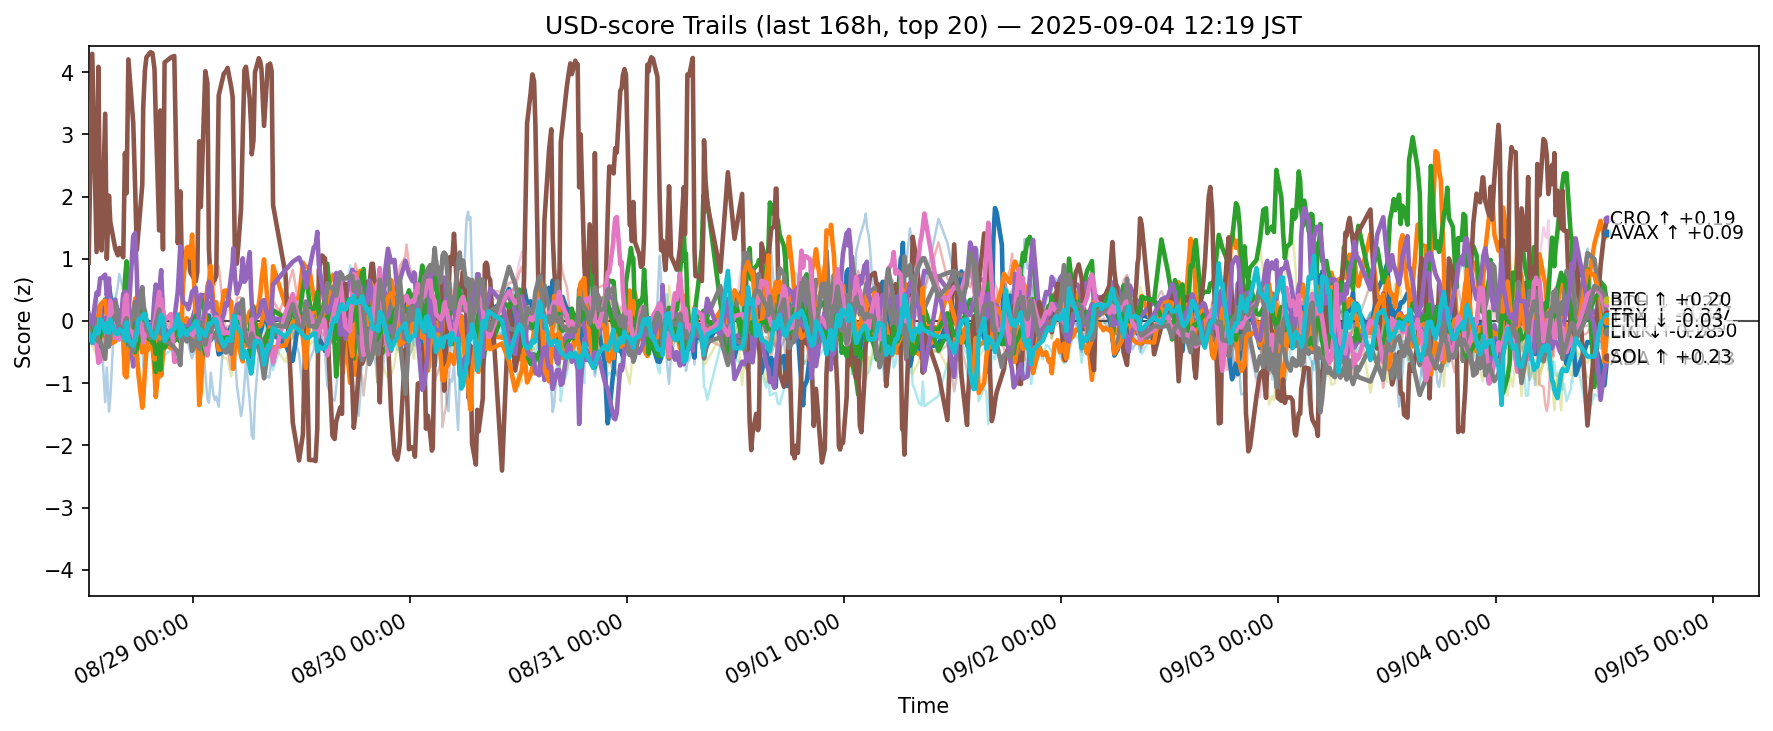 USD-score Trails (last 168h, top 20) — 2025-09-04 12:19 JST
Score (z)
4
3
2
1
0
−1
−2
−3
−4
CRO ↑ +0.19
AVAX ↑ +0.09
BTC ↑ +0.20
ETH ↓ -0.03
SOL ↑ +0.23
08/29 00:00
08/30 00:00
08/31 00:00
09/01 00:00
09/02 00:00
09/03 00:00
09/04 00:00
09/05 00:00
Time